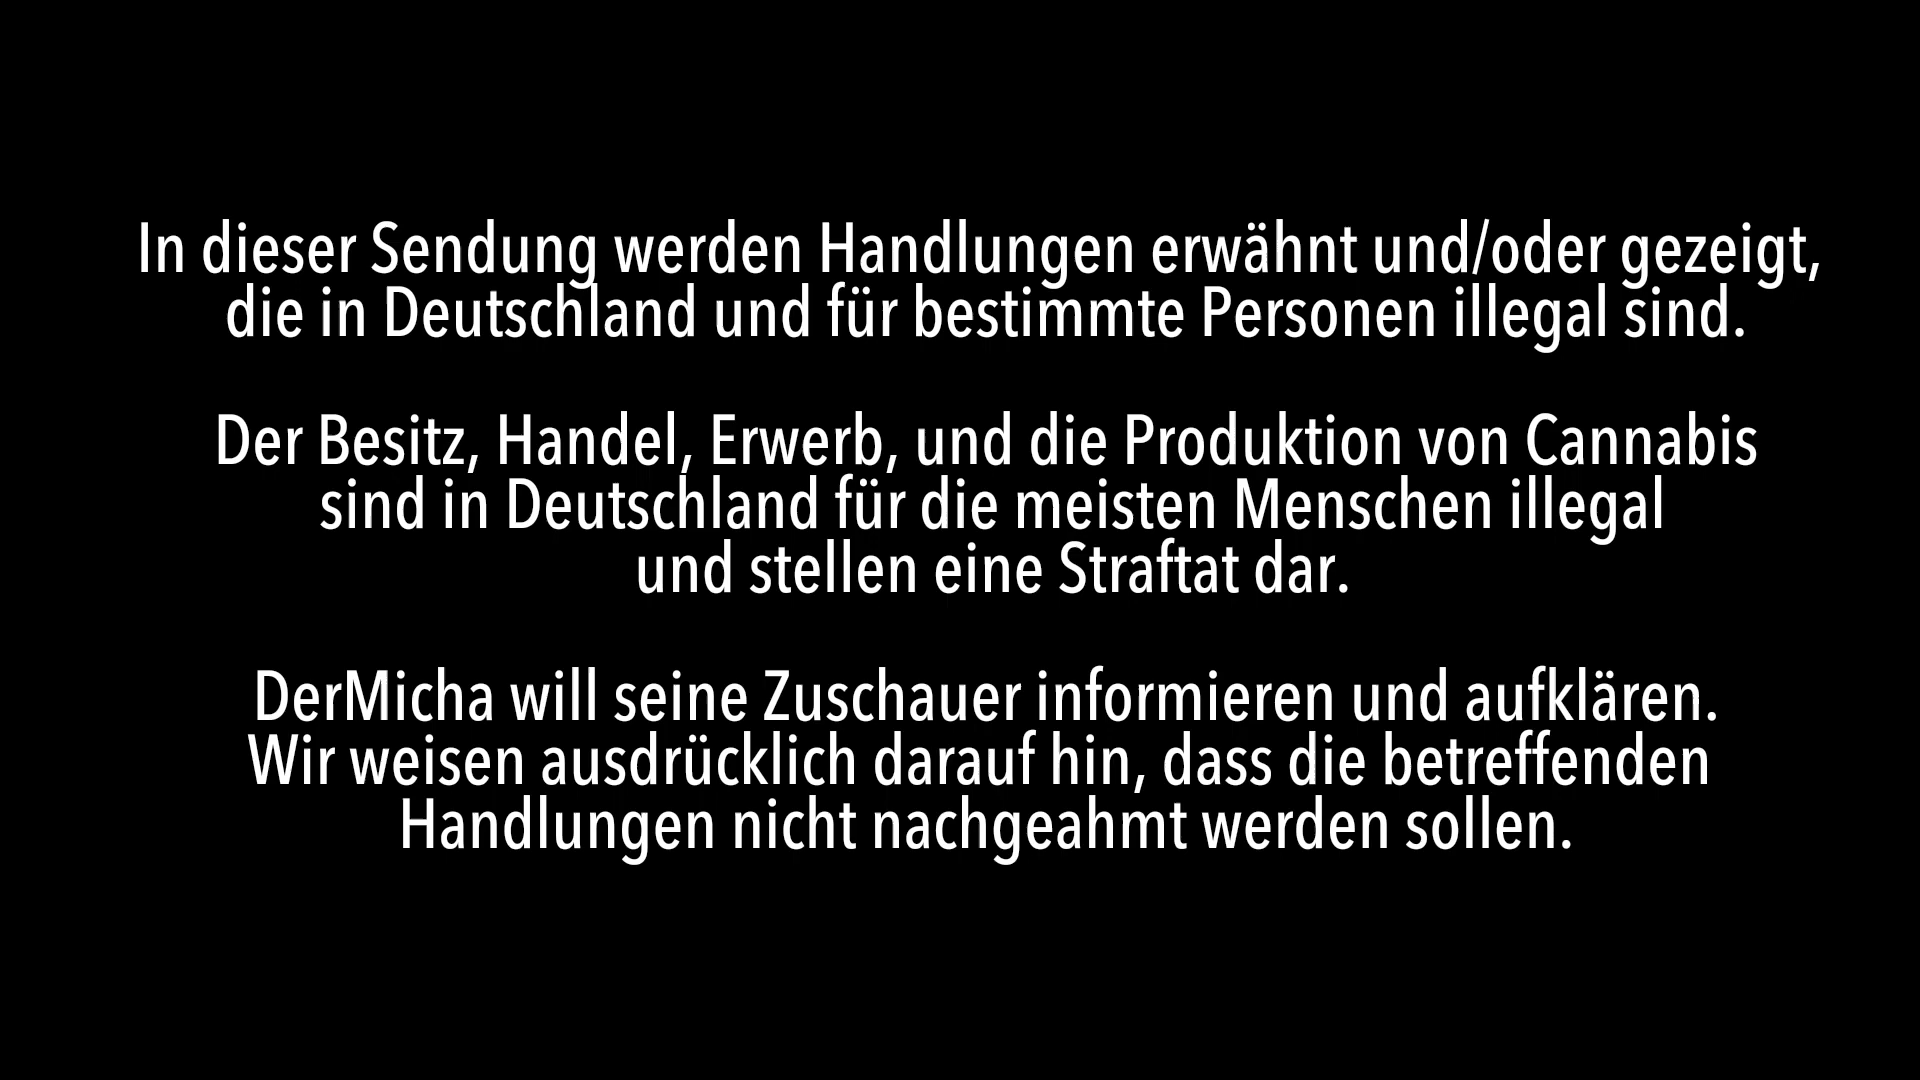 In dieser Sendung werden Handlungen erwähnt und/oder gezeigt,
die in Deutschland und für bestimmte Personen illegal sind.
Der Besitz, Handel, Erwerb, und die Produktion von Cannabis
sind in Deutschland für die meisten Menschen illegal
und stellen eine Straftat dar.
DerMicha will seine Zuschauer informieren und aufklären.
Wir weisen ausdrücklich darauf hin, dass die betreffenden
Handlungen nicht nachgeahmt werden sollen.